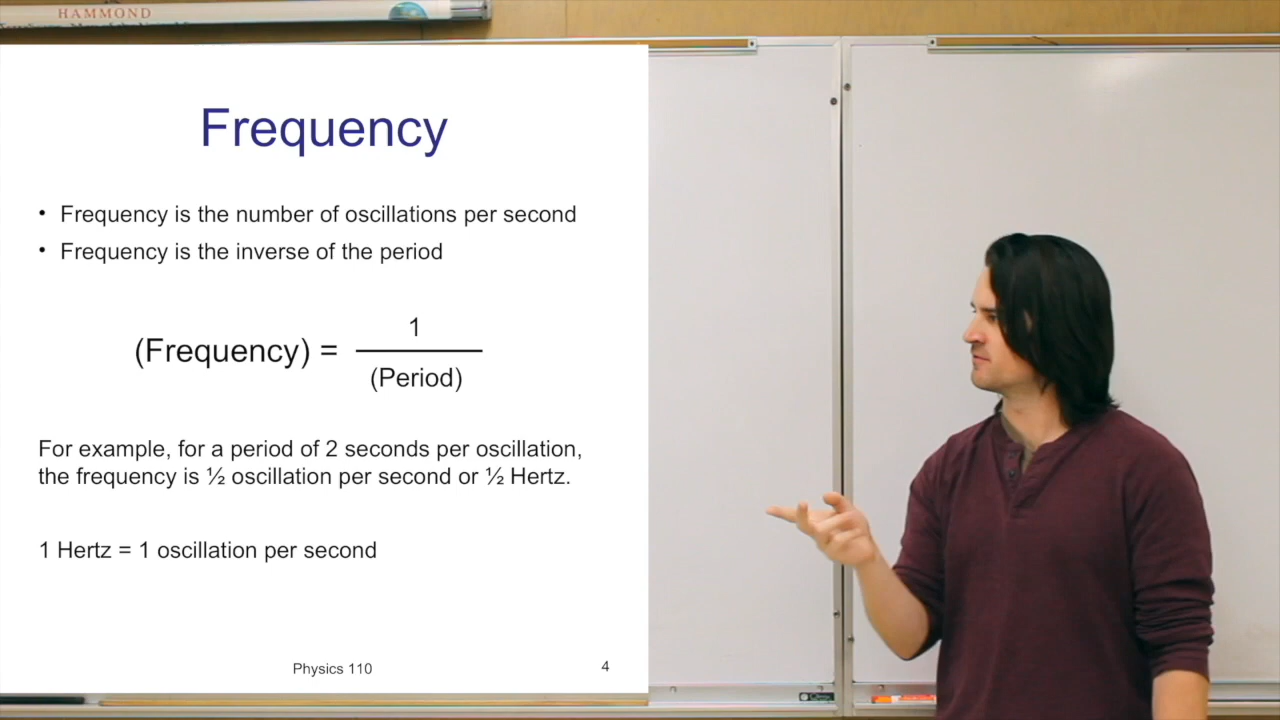 HAMMOND
Frequency
• Frequency is the number of oscillations per second
• Frequency is the inverse of the period
(Frequency) = 1
(Period)
For example, for a period of 2 seconds per oscillation,
the frequency is ½ oscillation per second or ½ Hertz.
1 Hertz = 1 oscillation per second
Physics 110
4